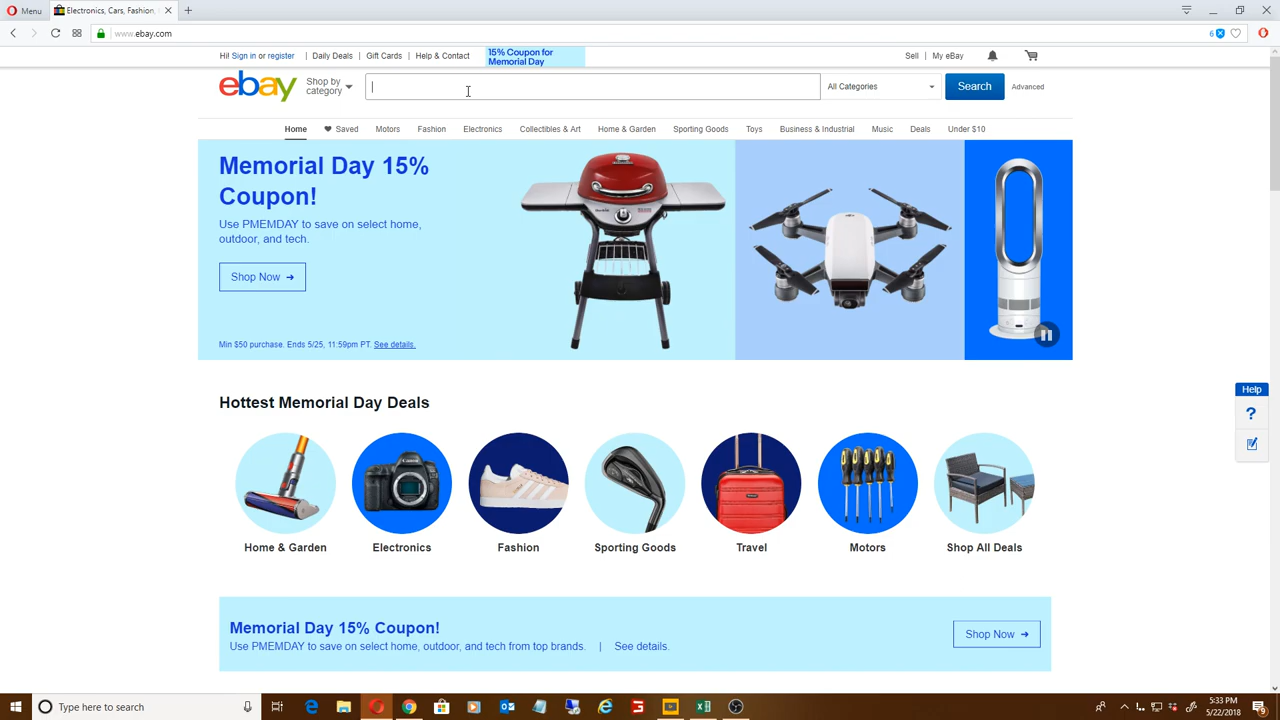 Menu
Electronics, Cars, Fashion,
www.ebay.com
6
Hi! Sign in or register
Daily Deals
Gift Cards
Help & Contact
15% Coupon for
Memorial Day
Sell
My eBay
ebay
Shop by
category
All Categories
Search
Advanced
Home
Saved
Motors
Fashion
Electronics
Collectibles & Art
Home & Garden
Sporting Goods
Toys
Business & Industrial
Music
Deals
Under $10
Memorial Day 15%
Coupon!
Use PMEMDAY to save on select home,
outdoor, and tech.
Shop Now
Min $50 purchase. Ends 5/25, 11:59pm PT. See details.
Help
?
Hottest Memorial Day Deals
Canon
Home & Garden
Electronics
Fashion
Sporting Goods
Travel
Motors
Shop All Deals
Memorial Day 15% Coupon!
Use PMEMDAY to save on select home, outdoor, and tech from top brands. | See details.
Shop Now
Type here to search
5:33 PM
5/22/2018
9